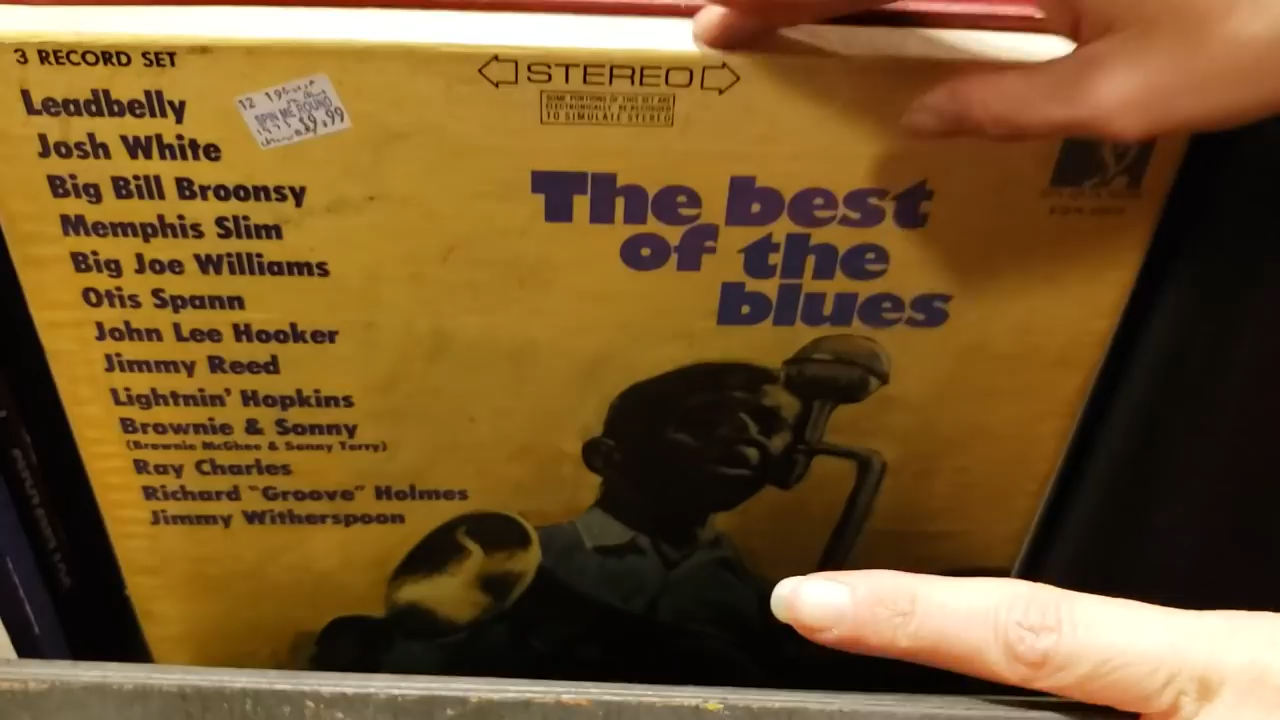 3 RECORD SET
STEREO
SOME PORTIONS OF THIS SET ARE
ELECTRONICALLY RE-RECORDED
TO SIMULATE STEREO
Leadbelly
Josh White
Big Bill Broonsy
Memphis Slim
Big Joe Williams
Otis Spann
John Lee Hooker
Jimmy Reed
Lightnin' Hopkins
Brownie & Sonny
(Brownie McGhee & Sonny Terry)
Ray Charles
Richard "Groove" Holmes
Jimmy Witherspoon
SPIN ME ROUND
$9.99
The best
of the
blues